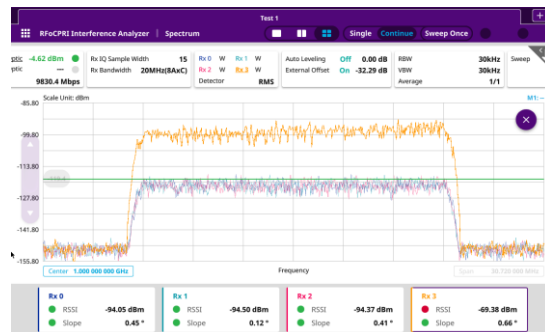 Test 1
RFoCPRI Interference Analyzer | Spectrum
Single Continue Sweep Once
ptic -4.62 dBm Rx IQ Sample Width 15 Rx 0 W Rx 1 W Auto Leveling Off 0.00 dB RBW 30kHz Sweep
ptic --- Rx Bandwidth 20MHz(8AxC) Rx 2 W Rx 3 W External Offset On -32.29 dB VBW 30kHz
9830.4 Mbps Detector RMS Average 1/1
Scale Unit: dBm M1: --
-85.80
-99.80
-113.80
-127.80
-141.80
-155.80
Center 1.000 000 000 GHz Frequency Span 30.720 000 MHz
Rx 0 Rx 1 Rx 2 Rx 3
RSSI -94.05 dBm RSSI -94.50 dBm RSSI -94.37 dBm RSSI -69.38 dBm
Slope 0.45 ° Slope 0.12 ° Slope 0.41 ° Slope 0.66 °